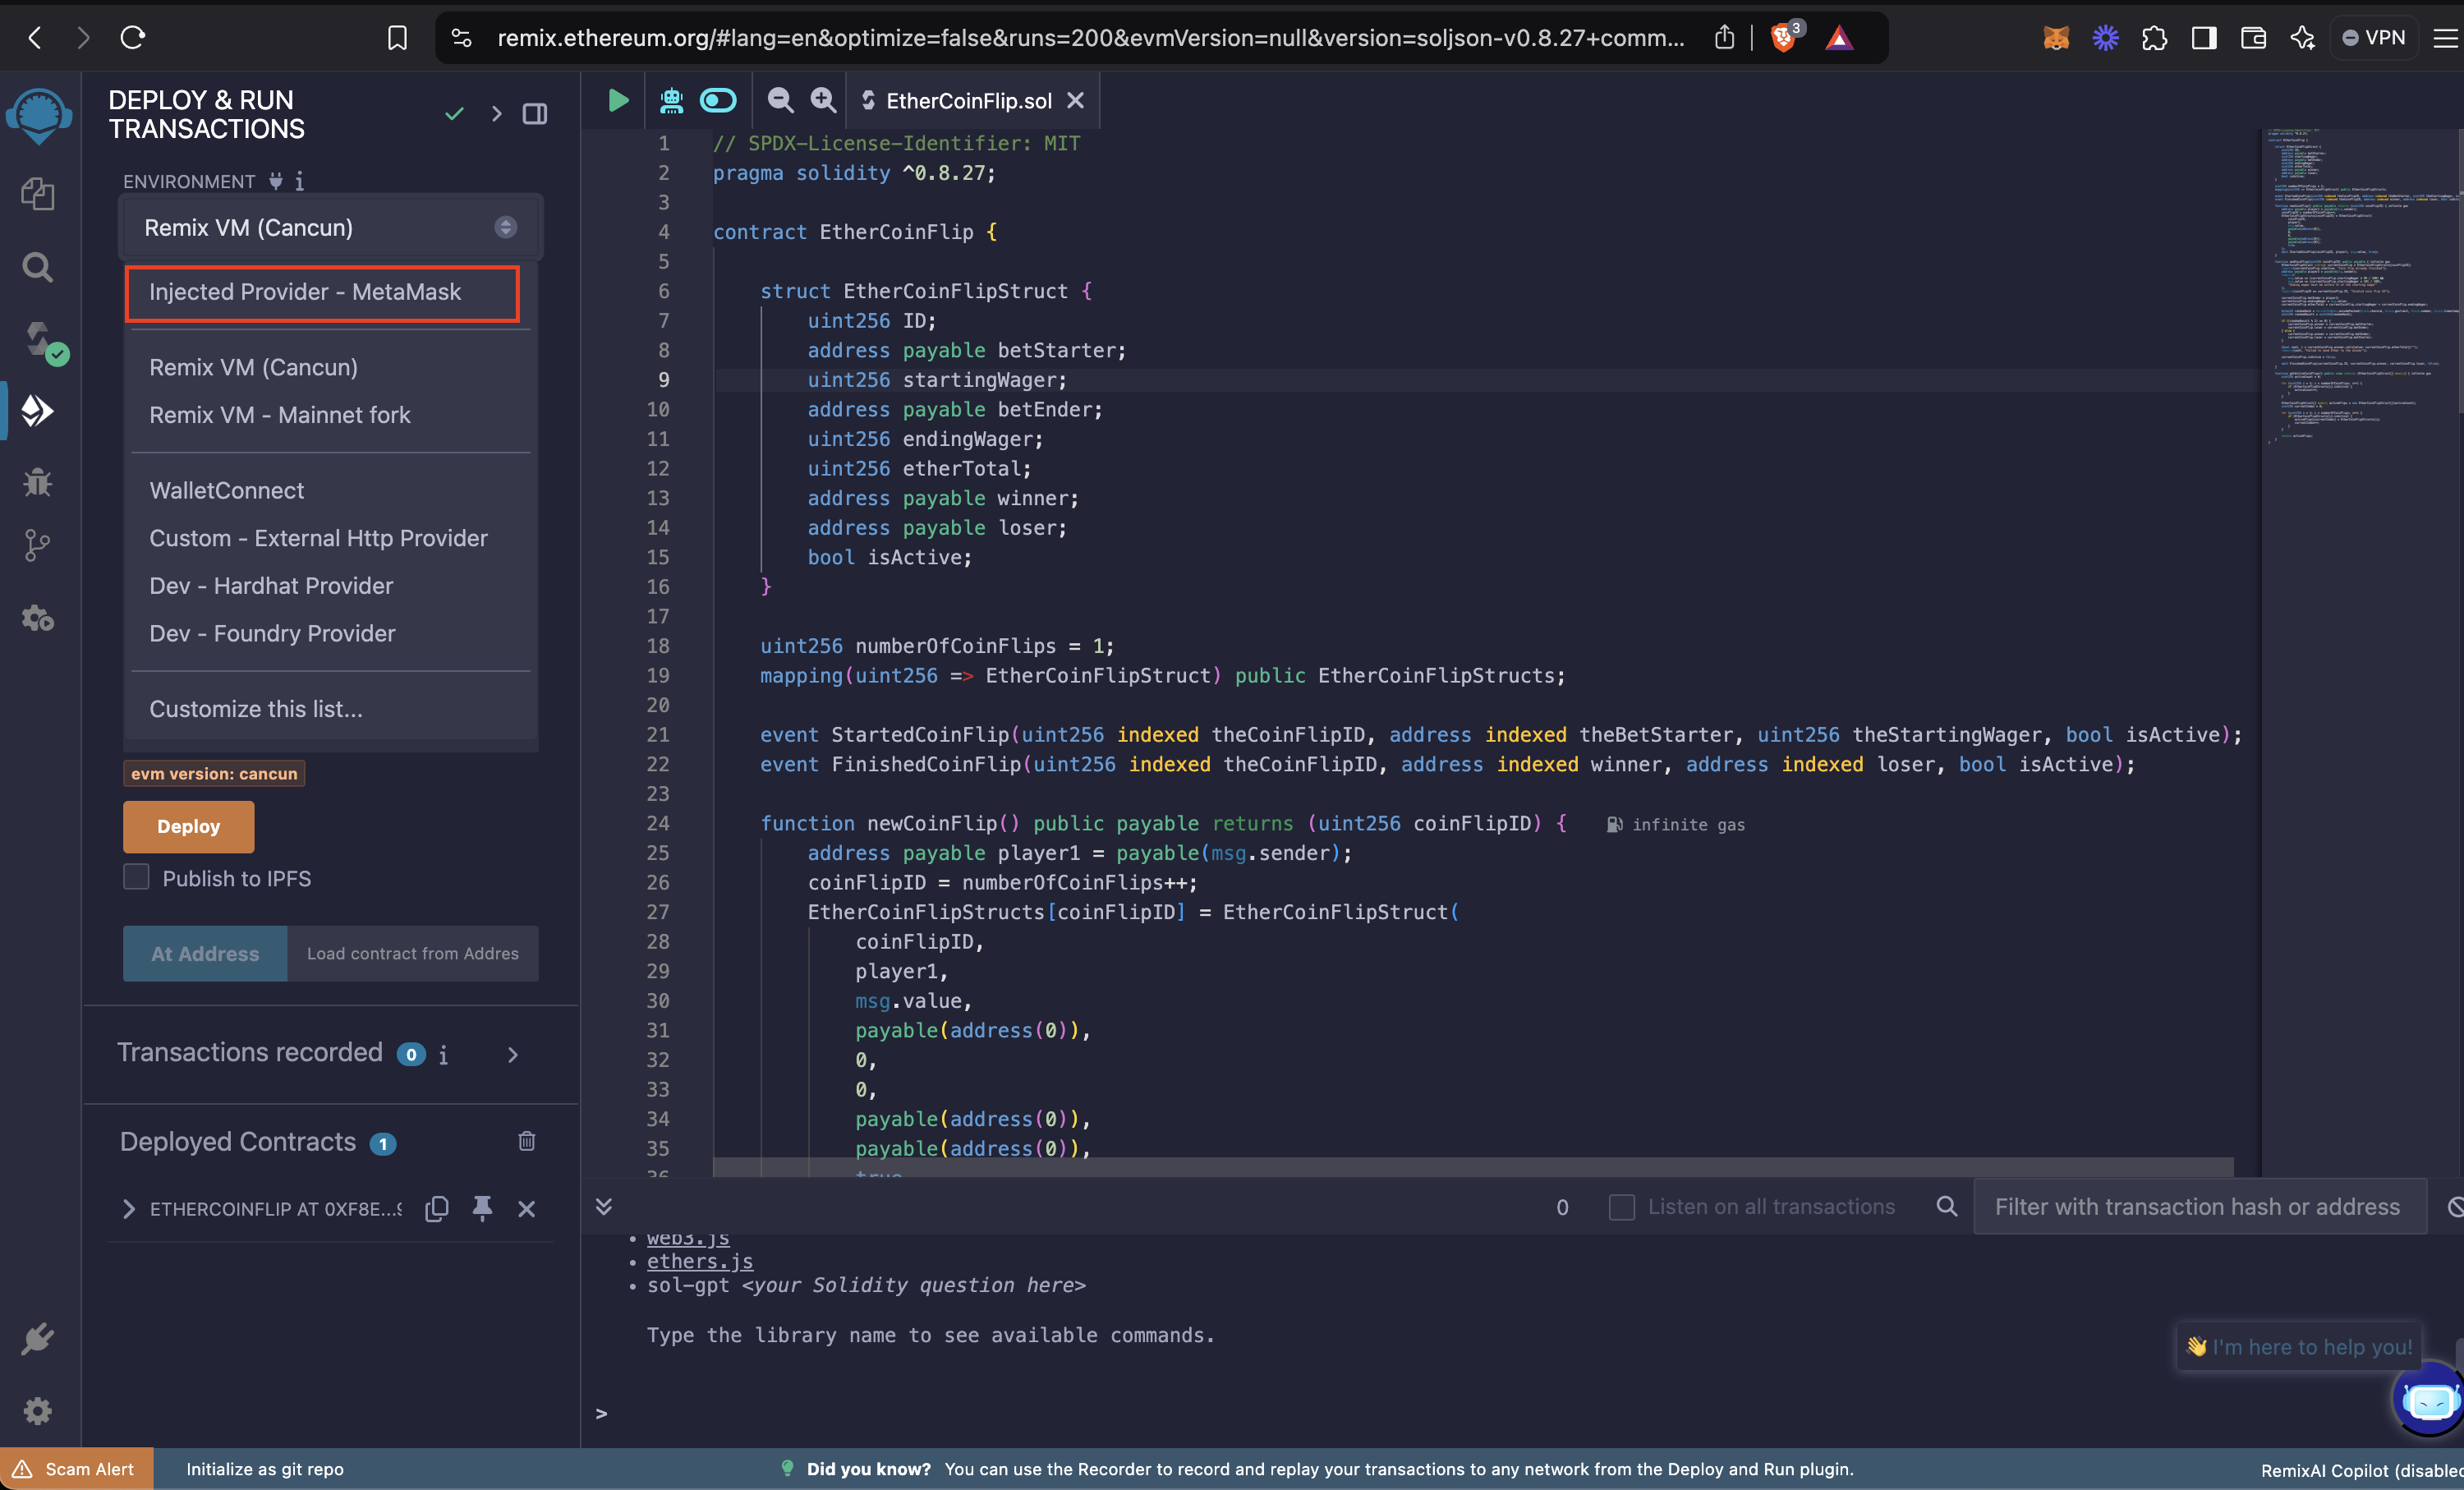 remix.ethereum.org/#lang=en&optimize=false&runs=200&evmVersion=null&version=soljson-v0.8.27+comm...
3
VPN
DEPLOY & RUN
TRANSACTIONS
ENVIRONMENT
Remix VM (Cancun)
Injected Provider - MetaMask
Remix VM (Cancun)
Remix VM - Mainnet fork
WalletConnect
Custom - External Http Provider
Dev - Hardhat Provider
Dev - Foundry Provider
Customize this list...
evm version: cancun
Deploy
Publish to IPFS
At Address
Load contract from Addres
Transactions recorded 0 i
Deployed Contracts 1
ETHERCOINFLIP AT 0XF8E...
EtherCoinFlip.sol
1 // SPDX-License-Identifier: MIT
2 pragma solidity ^0.8.27;
3
4 contract EtherCoinFlip {
5
6 struct EtherCoinFlipStruct {
7 uint256 ID;
8 address payable betStarter;
9 uint256 startingWager;
10 address payable betEnder;
11 uint256 endingWager;
12 uint256 etherTotal;
13 address payable winner;
14 address payable loser;
15 bool isActive;
16 }
17
18 uint256 numberOfCoinFlips = 1;
19 mapping(uint256 => EtherCoinFlipStruct) public EtherCoinFlipStructs;
20
21 event StartedCoinFlip(uint256 indexed theCoinFlipID, address indexed theBetStarter, uint256 theStartingWager, bool isActive);
22 event FinishedCoinFlip(uint256 indexed theCoinFlipID, address indexed winner, address indexed loser, bool isActive);
23
24 function newCoinFlip() public payable returns (uint256 coinFlipID) { infinite gas
25 address payable player1 = payable(msg.sender);
26 coinFlipID = numberOfCoinFlips++;
27 EtherCoinFlipStructs[coinFlipID] = EtherCoinFlipStruct(
28 coinFlipID,
29 player1,
30 msg.value,
31 payable(address(0)),
32 0,
33 0,
34 payable(address(0)),
35 payable(address(0)),
36 true
0
Listen on all transactions
Filter with transaction hash or address
• web3.js
• ethers.js
• sol-gpt <your Solidity question here>
Type the library name to see available commands.
>
👋 I'm here to help you!
Scam Alert
Initialize as git repo
Did you know? You can use the Recorder to record and replay your transactions to any network from the Deploy and Run plugin.
RemixAI Copilot (disabled